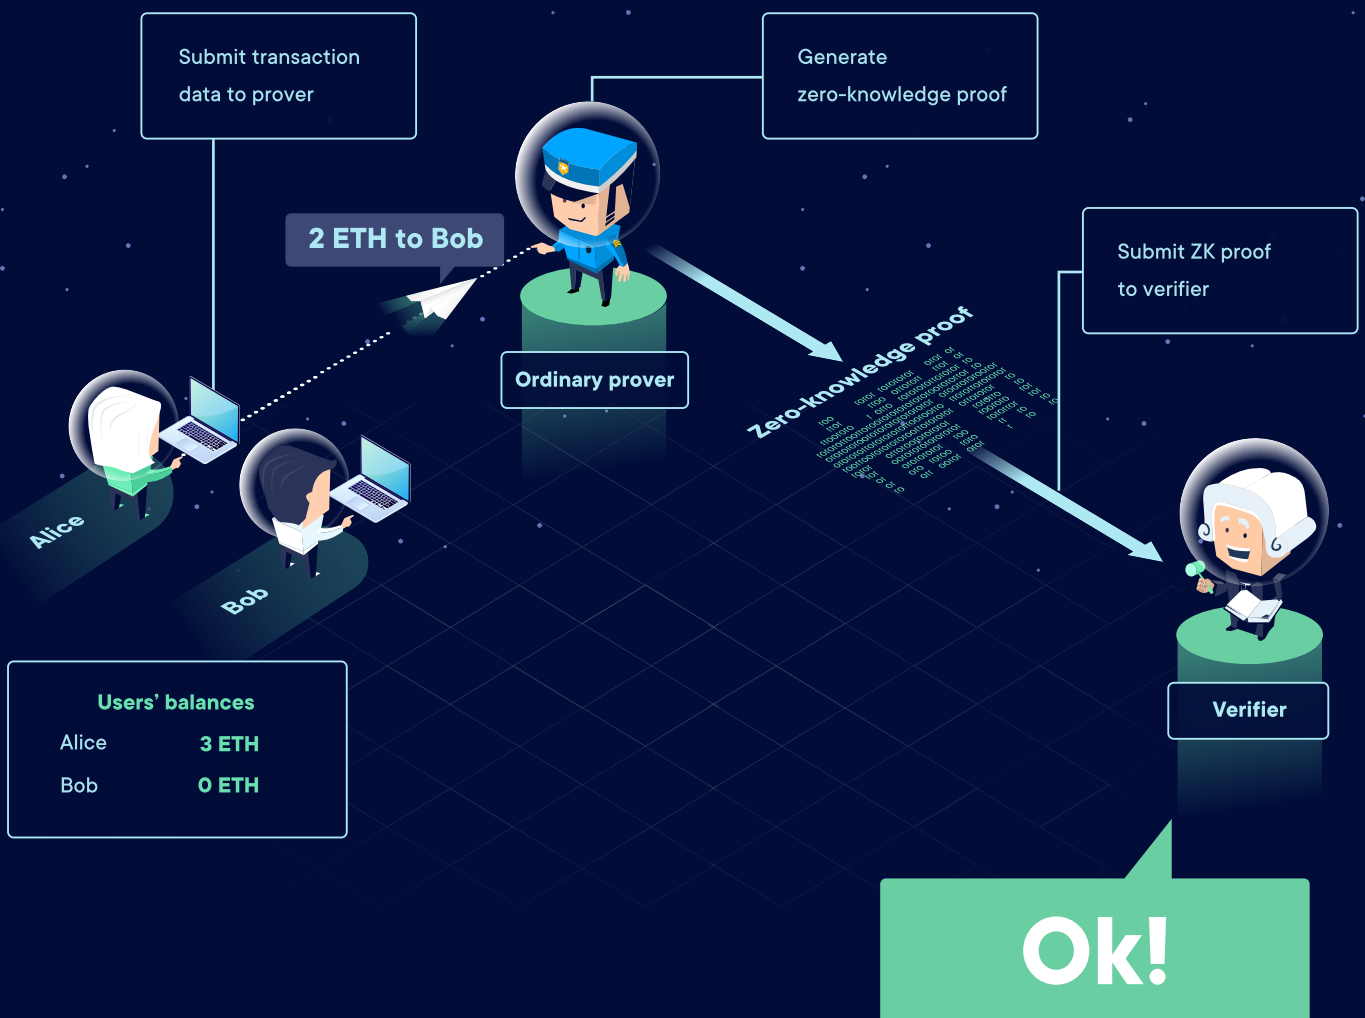 Submit transaction
data to prover
Generate
zero-knowledge proof
2 ETH to Bob
Submit ZK proof
to verifier
Ordinary prover
Zero-knowledge proof
Alice
Bob
Users’ balances
Alice 3 ETH
Bob 0 ETH
Verifier
Ok!